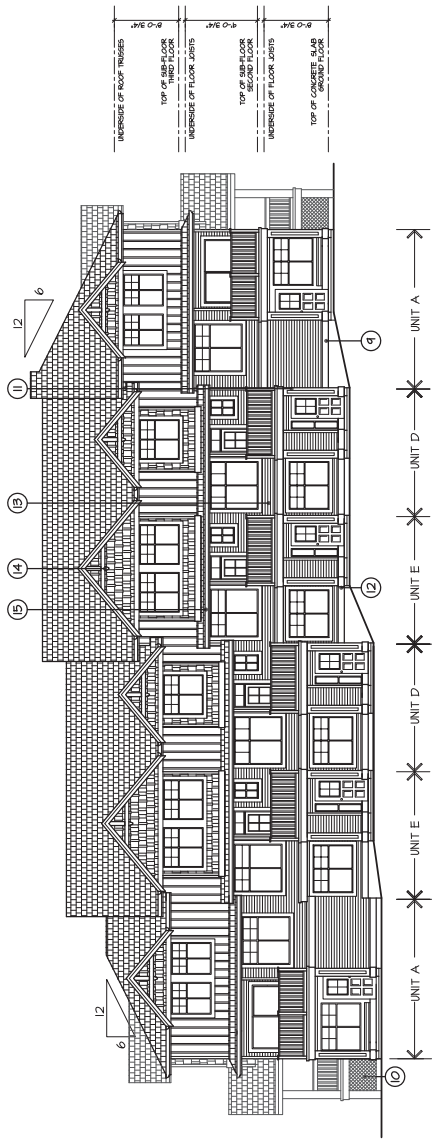 UNDERSIDE OF ROOF TRUSSES
8'-0 3/4"
TOP OF SUB-FLOOR
THIRD FLOOR
UNDERSIDE OF FLOOR JOISTS
9'-0 3/4"
TOP OF SUB-FLOOR
SECOND FLOOR
UNDERSIDE OF FLOOR JOISTS
8'-0 3/4"
TOP OF CONCRETE SLAB
GROUND FLOOR
12
6
12
6
15
14
13
11
10
12
9
UNIT A
UNIT E
UNIT D
UNIT E
UNIT D
UNIT A